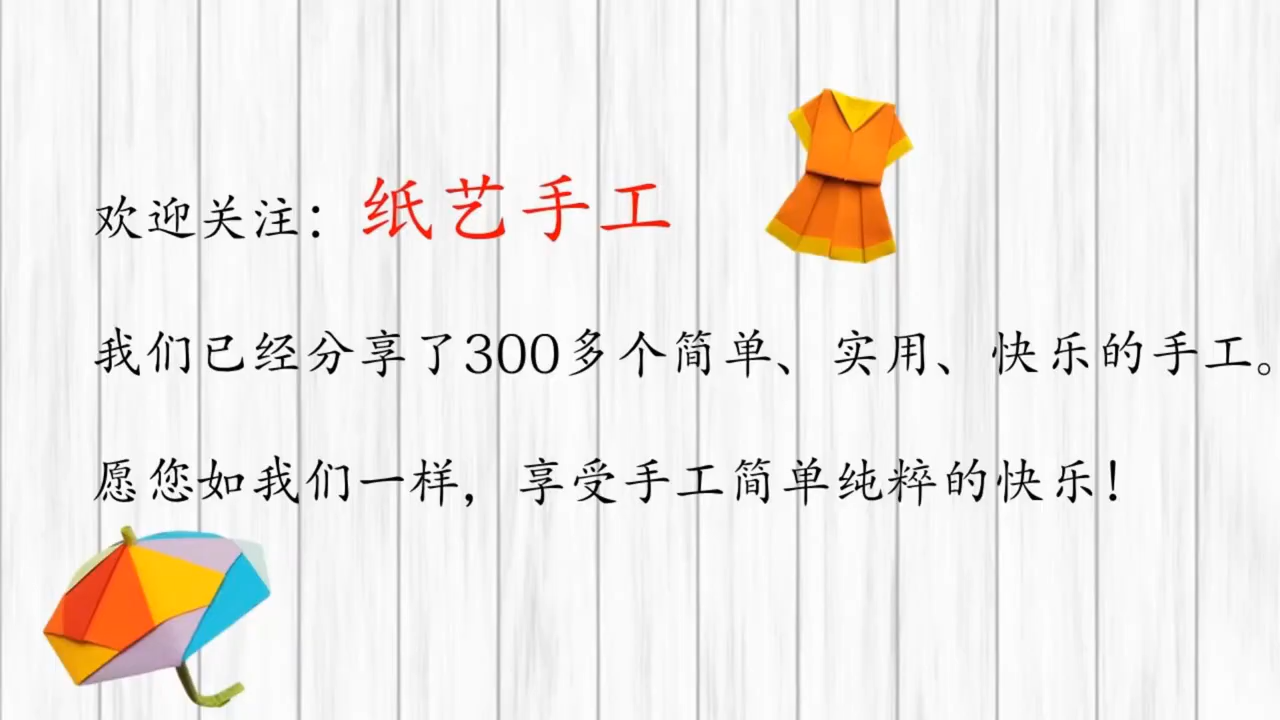 欢迎关注：纸艺手工
我们已经分享了300多个简单、实用、快乐的手工。
愿您如我们一样，享受手工简单纯粹的快乐！